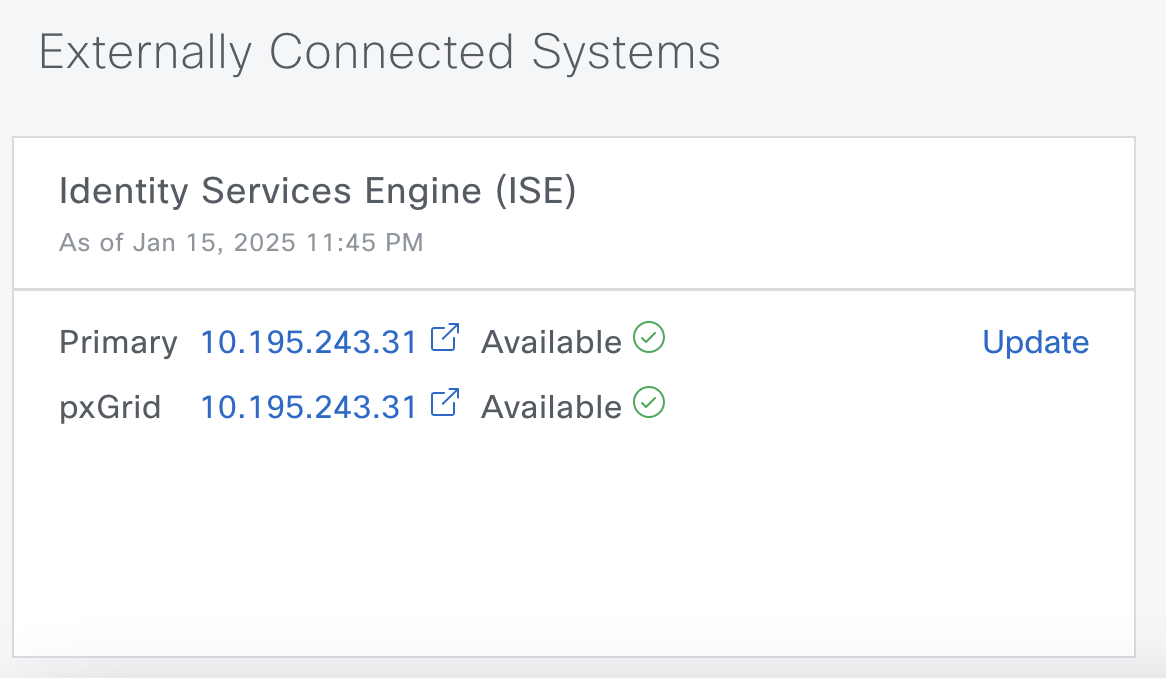 Externally Connected Systems
Identity Services Engine (ISE)
As of Jan 15, 2025 11:45 PM
Primary 10.195.243.31 Available Update
pxGrid 10.195.243.31 Available